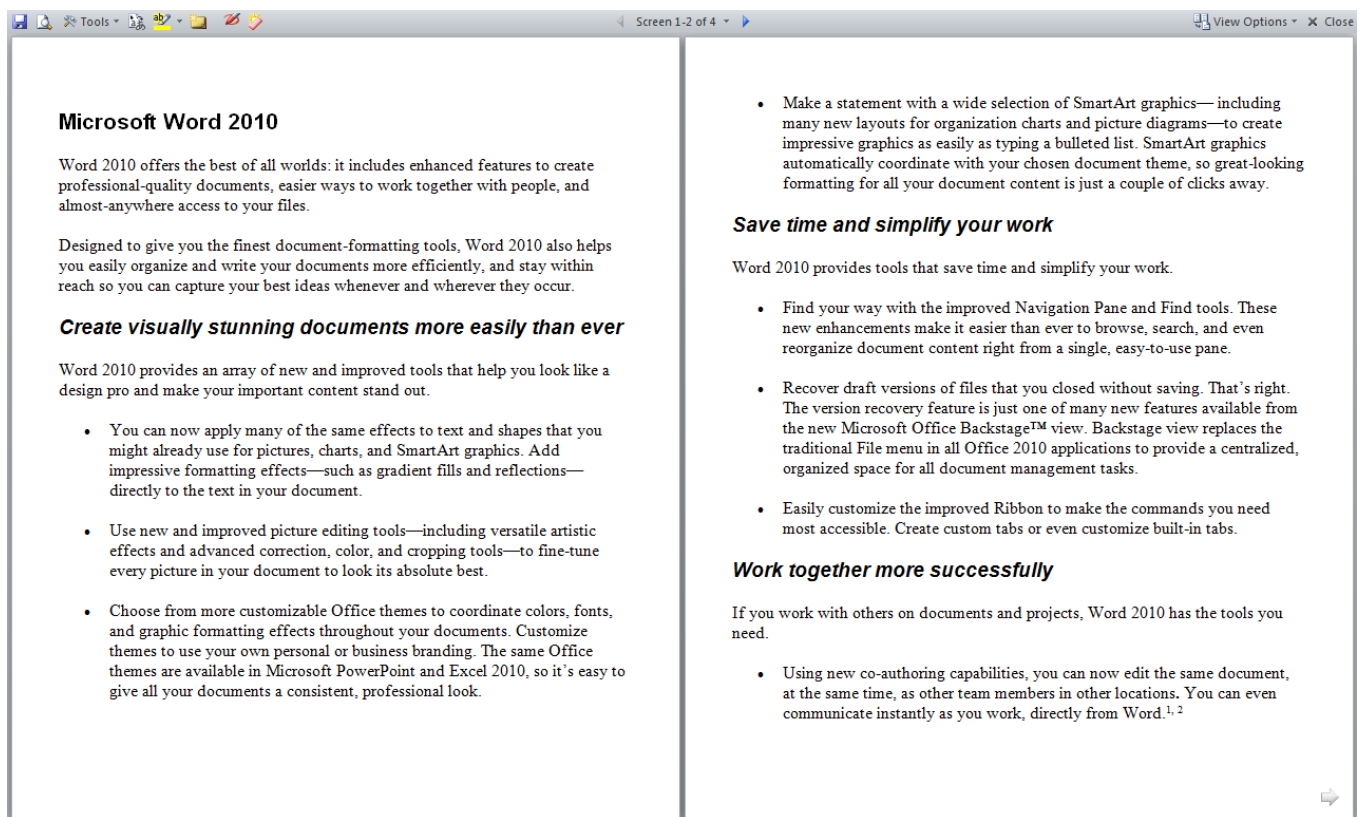 Tools
Screen 1-2 of 4
View Options
Close
Microsoft Word 2010
Word 2010 offers the best of all worlds: it includes enhanced features to create
professional-quality documents, easier ways to work together with people, and
almost-anywhere access to your files.
Designed to give you the finest document-formatting tools, Word 2010 also helps
you easily organize and write your documents more efficiently, and stay within
reach so you can capture your best ideas whenever and wherever they occur.
Create visually stunning documents more easily than ever
Word 2010 provides an array of new and improved tools that help you look like a
design pro and make your important content stand out.
• You can now apply many of the same effects to text and shapes that you
might already use for pictures, charts, and SmartArt graphics. Add
impressive formatting effects—such as gradient fills and reflections—
directly to the text in your document.
• Use new and improved picture editing tools—including versatile artistic
effects and advanced correction, color, and cropping tools—to fine-tune
every picture in your document to look its absolute best.
• Choose from more customizable Office themes to coordinate colors, fonts,
and graphic formatting effects throughout your documents. Customize
themes to use your own personal or business branding. The same Office
themes are available in Microsoft PowerPoint and Excel 2010, so it’s easy to
give all your documents a consistent, professional look.
• Make a statement with a wide selection of SmartArt graphics— including
many new layouts for organization charts and picture diagrams—to create
impressive graphics as easily as typing a bulleted list. SmartArt graphics
automatically coordinate with your chosen document theme, so great-looking
formatting for all your document content is just a couple of clicks away.
Save time and simplify your work
Word 2010 provides tools that save time and simplify your work.
• Find your way with the improved Navigation Pane and Find tools. These
new enhancements make it easier than ever to browse, search, and even
reorganize document content right from a single, easy-to-use pane.
• Recover draft versions of files that you closed without saving. That’s right.
The version recovery feature is just one of many new features available from
the new Microsoft Office Backstage™ view. Backstage view replaces the
traditional File menu in all Office 2010 applications to provide a centralized,
organized space for all document management tasks.
• Easily customize the improved Ribbon to make the commands you need
most accessible. Create custom tabs or even customize built-in tabs.
Work together more successfully
If you work with others on documents and projects, Word 2010 has the tools you
need.
• Using new co-authoring capabilities, you can now edit the same document,
at the same time, as other team members in other locations. You can even
communicate instantly as you work, directly from Word.1, 2